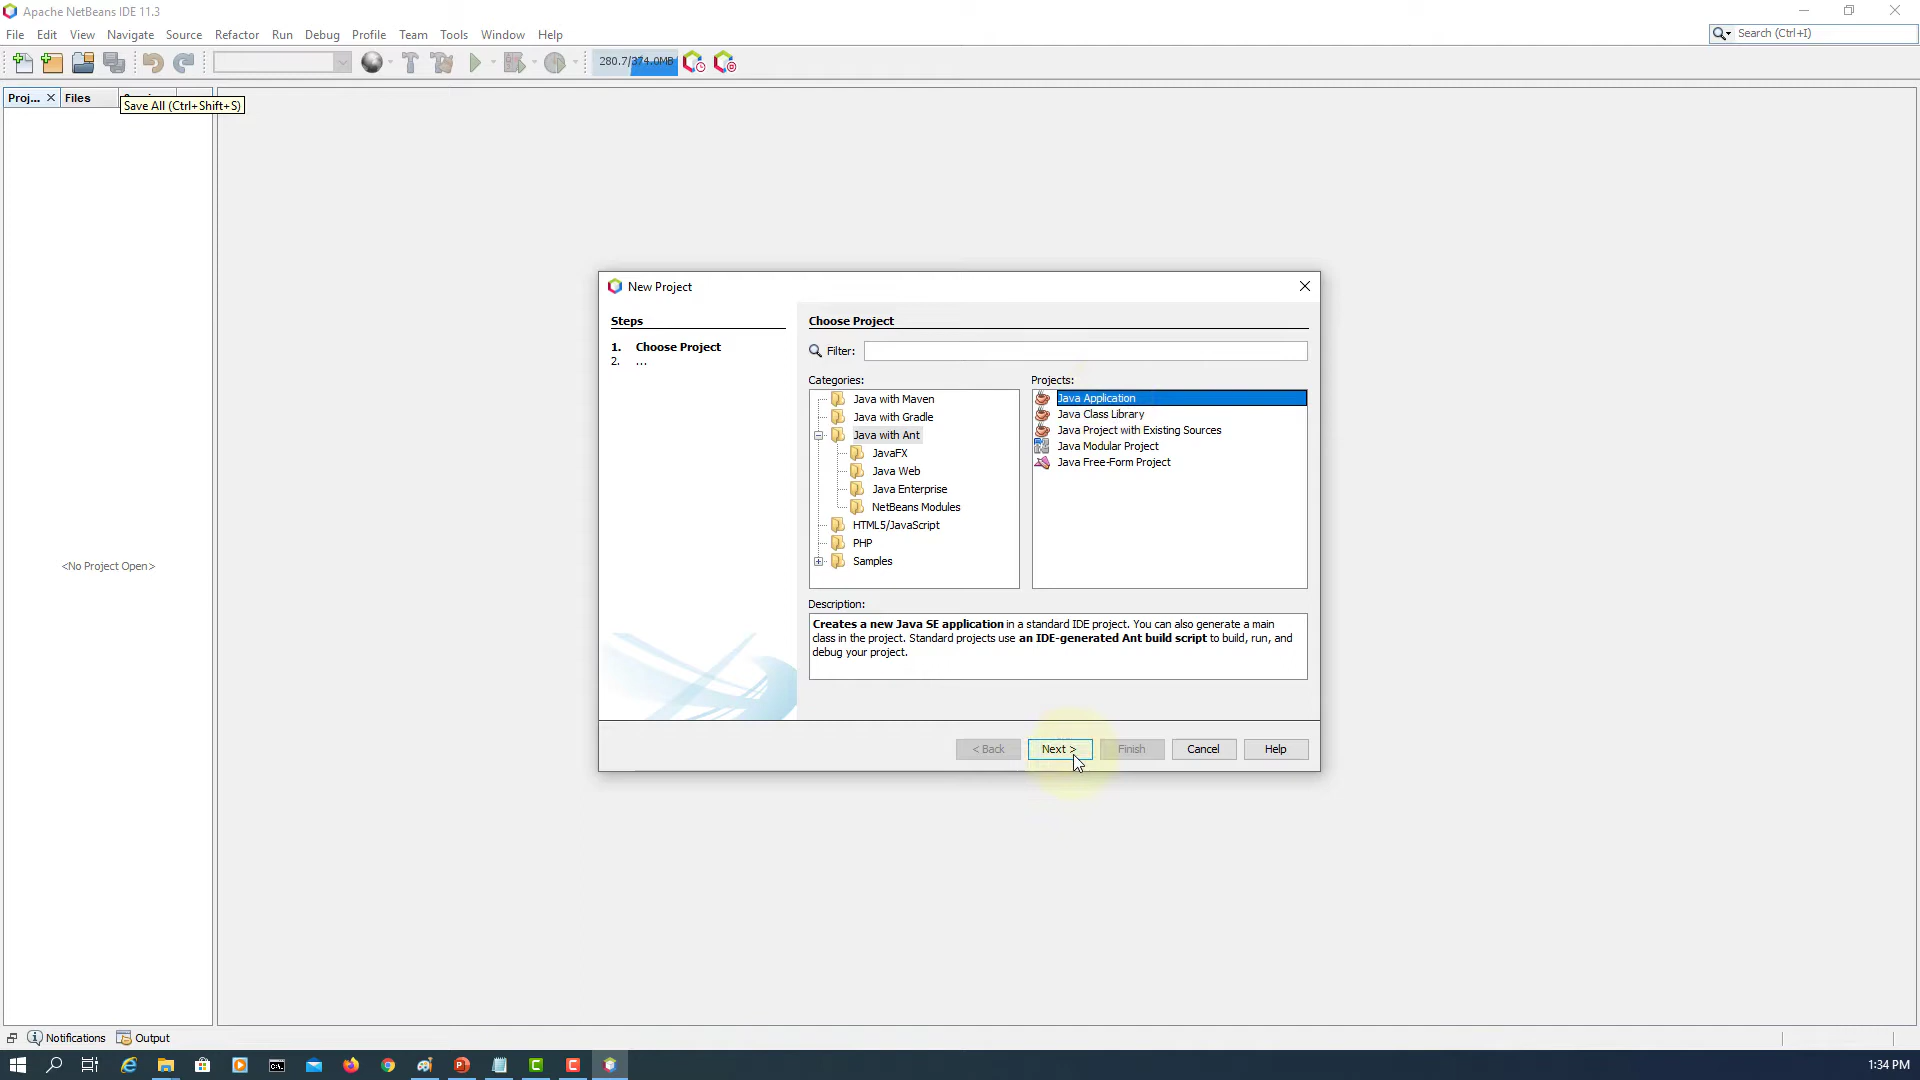 Apache NetBeans IDE 11.3
File Edit View Navigate Source Refactor Run Debug Profile Team Tools Window Help
Search (Ctrl+I)
280.7/374.0MB
Proj... Files
Save All (Ctrl+Shift+S)
<No Project Open>
New Project
Steps
1. Choose Project
2. ...
Choose Project
Filter:
Categories:
Java with Maven
Java with Gradle
Java with Ant
JavaFX
Java Web
Java Enterprise
NetBeans Modules
HTML5/JavaScript
PHP
Samples
Projects:
Java Application
Java Class Library
Java Project with Existing Sources
Java Modular Project
Java Free-Form Project
Description:
Creates a new Java SE application in a standard IDE project. You can also generate a main
class in the project. Standard projects use an IDE-generated Ant build script to build, run, and
debug your project.
< Back Next > Finish Cancel Help
Notifications Output
1:34 PM